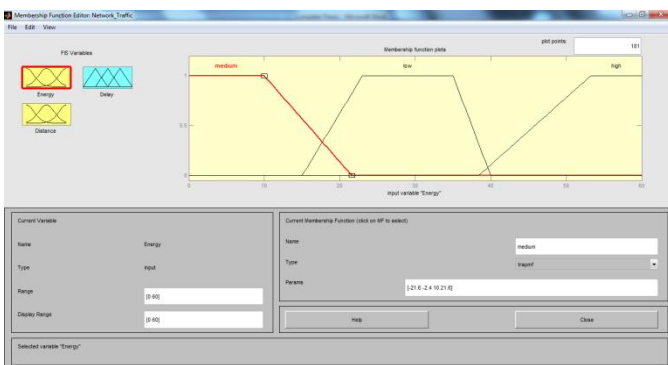 Membership Function Editor: Network_Traffic
File Edit View
FIS Variables
Energy
Delay
Distance
Membership function plots
plot points:
181
medium
low
high
1
0.5
0
0 10 20 30 40 50 60
input variable "Energy"
Current Variable
Name Energy
Type input
Range [0 60]
Display Range [0 60]
Current Membership Function (click on MF to select)
Name medium
Type trapmf
Params [-21.6 -2.4 10 21.6]
Help
Close
Selected variable "Energy"